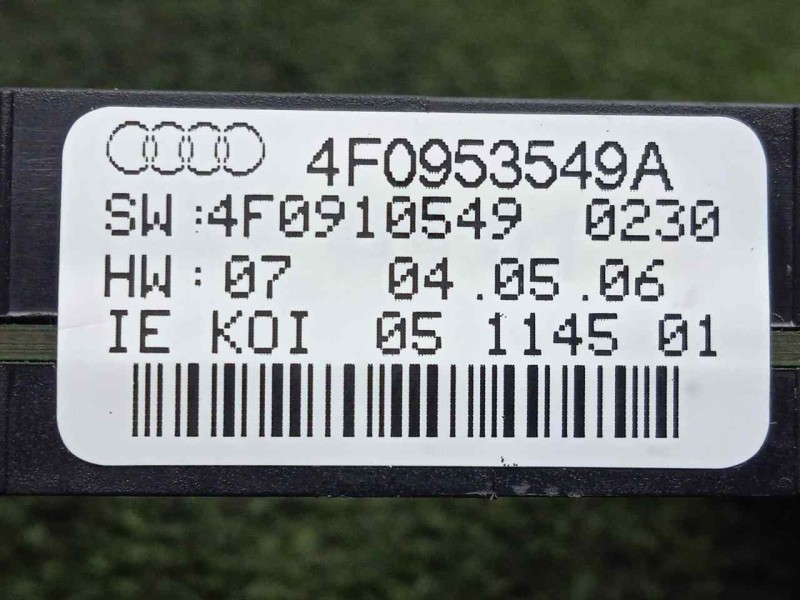 4F0953549A
SW :4F0910549 0230
HW: 07 04 .05 .06
IE KOI 05 1145 01